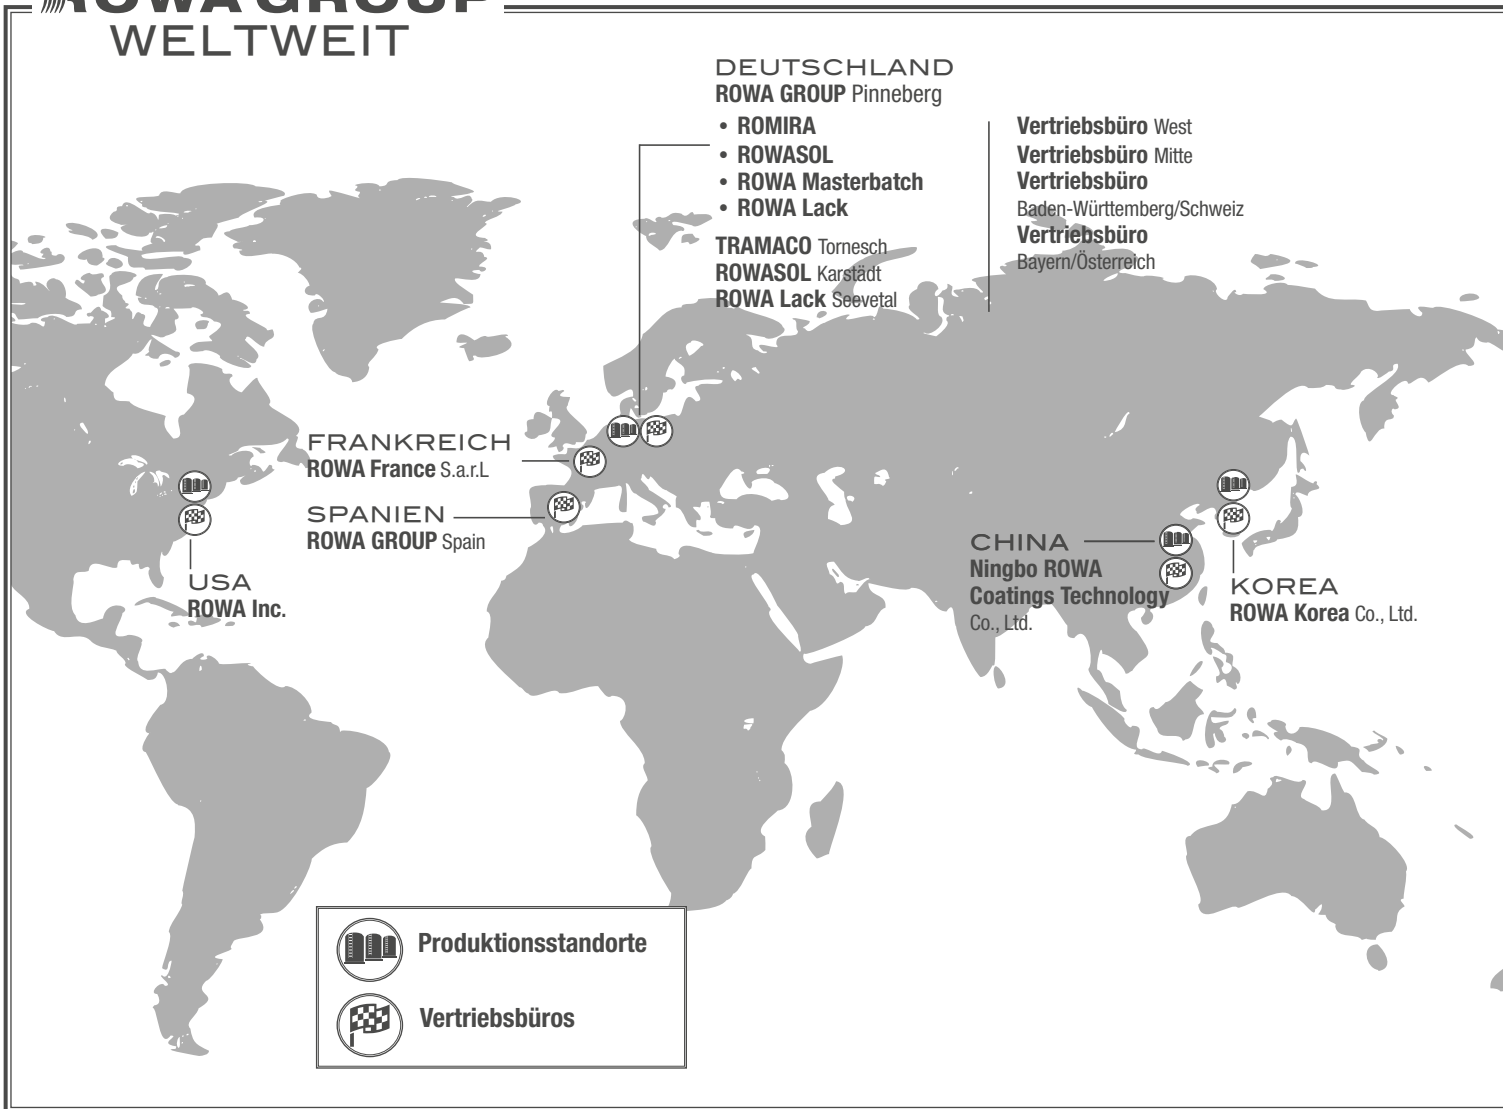 ROWA GROUP
WELTWEIT
DEUTSCHLAND
ROWA GROUP Pinneberg
• ROMIRA
• ROWASOL
• ROWA Masterbatch
• ROWA Lack
TRAMACO Tornesch
ROWASOL Karstädt
ROWA Lack Seevetal
Vertriebsbüro West
Vertriebsbüro Mitte
Vertriebsbüro
Baden-Württemberg/Schweiz
Vertriebsbüro
Bayern/Österreich
FRANKREICH
ROWA France S.a.r.L
SPANIEN
ROWA GROUP Spain
USA
ROWA Inc.
CHINA
Ningbo ROWA
Coatings Technology
Co., Ltd.
KOREA
ROWA Korea Co., Ltd.
Produktionsstandorte
Vertriebsbüros